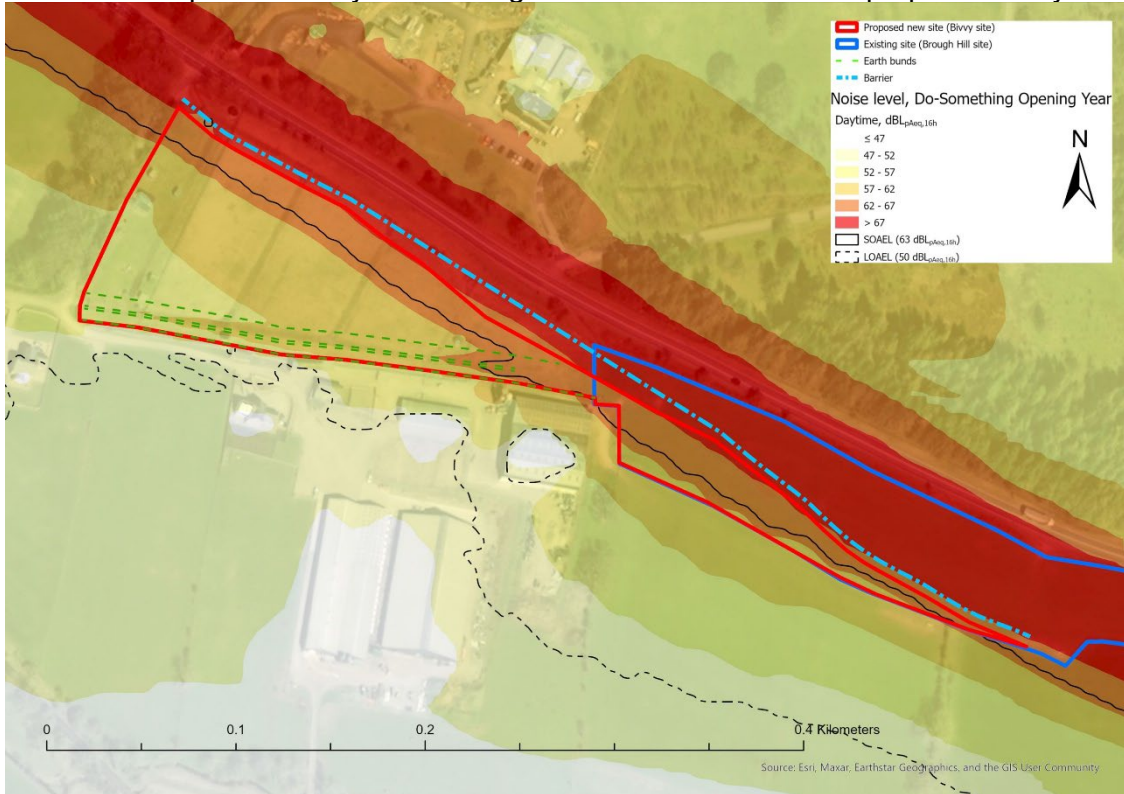 Proposed new site (Bivvy site)
Existing site (Brough Hill site)
Earth bunds
Barrier
Noise level, Do-Something Opening Year
Daytime, dBLpAeq,16h
≤ 47
47 - 52
52 - 57
57 - 62
62 - 67
> 67
SOAEL (63 dBLpAeq,16h)
LOAEL (50 dBLpAeq,16h)
N
0 0.1 0.2 0.4 Kilometers
Source: Esri, Maxar, Earthstar Geographics, and the GIS User Community